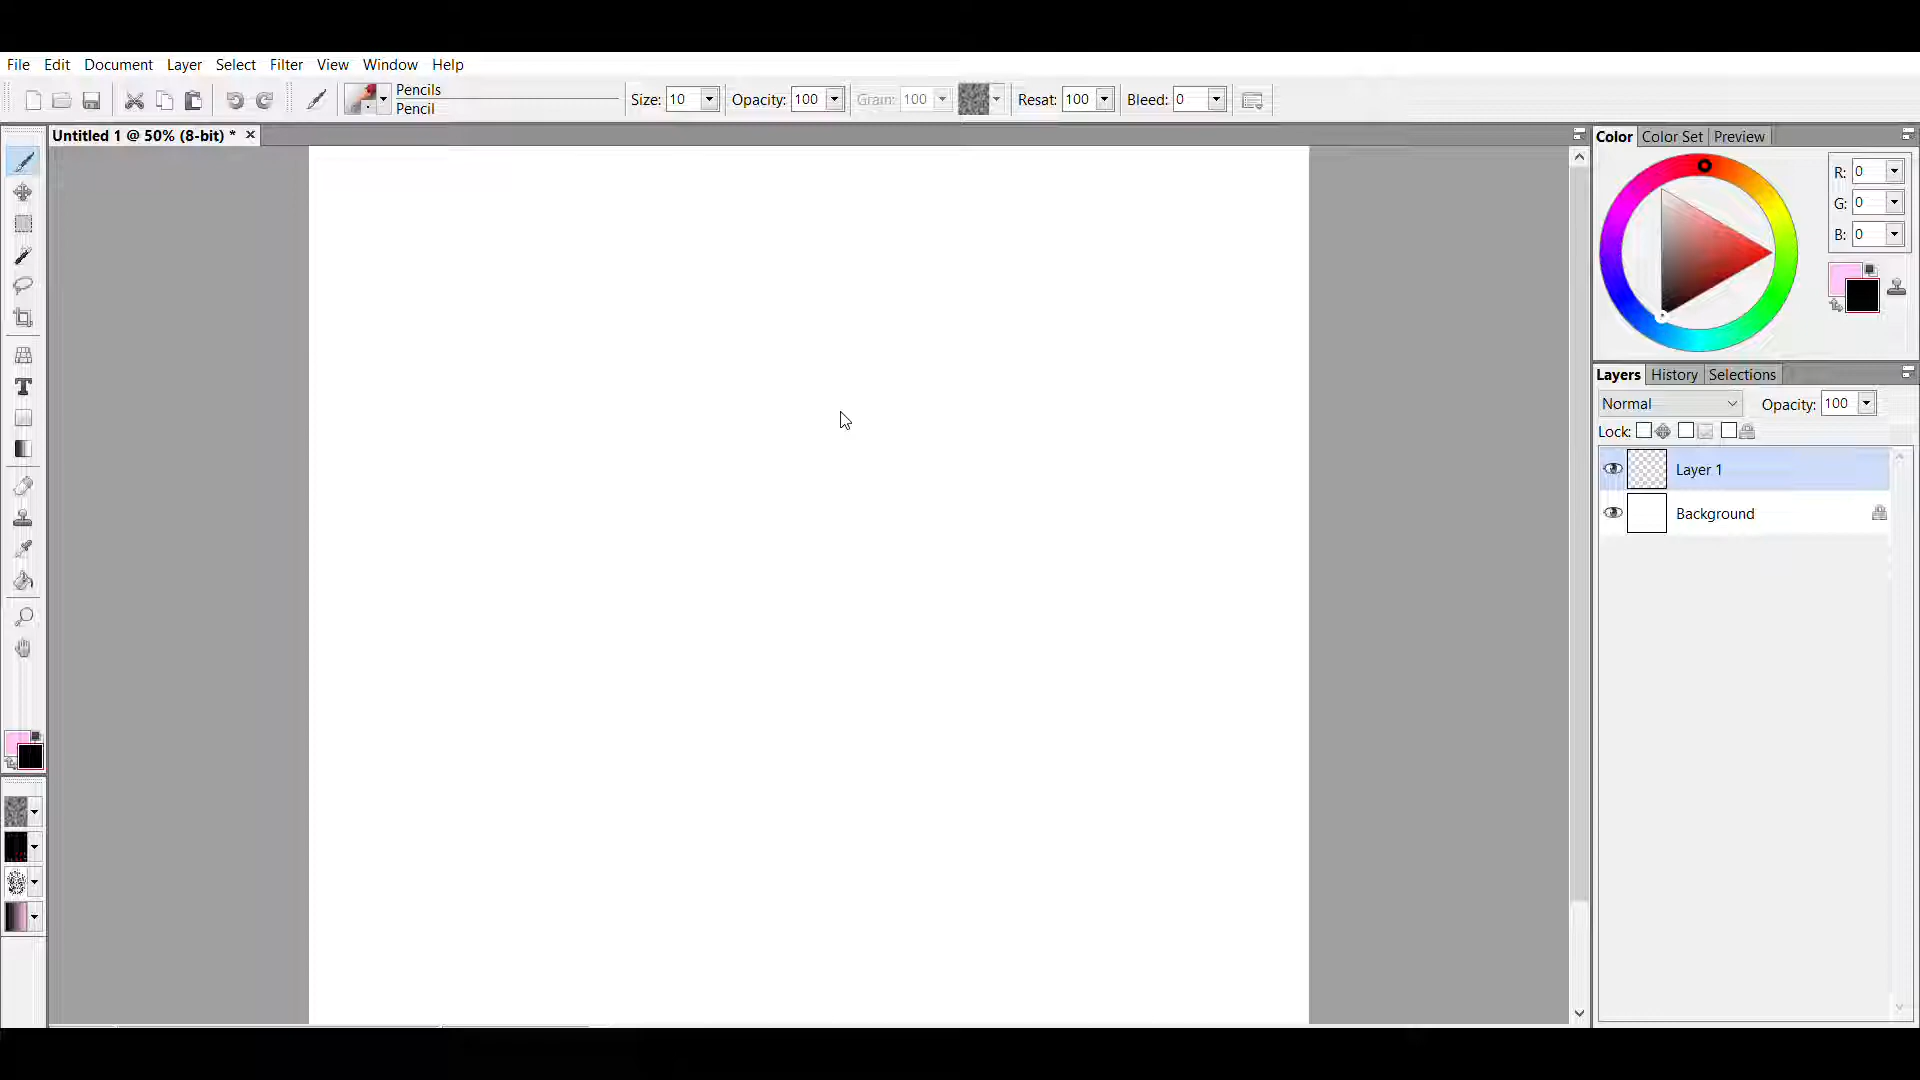 File Edit Document Layer Select Filter View Window Help
Pencils
Pencil
Size: 10 Opacity: 100 Grain: 100 Resat: 100 Bleed: 0
Untitled 1 @ 50% (8-bit) *
Color Color Set Preview
R: 0
G: 0
B: 0
Layers History Selections
Normal Opacity: 100
Lock:
Layer 1
Background